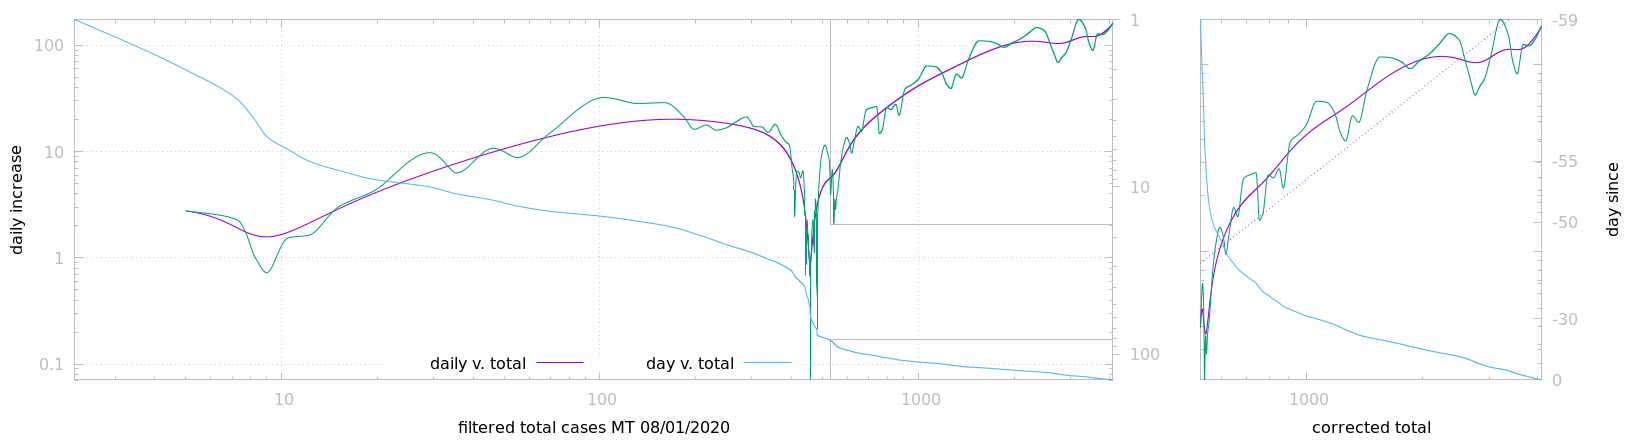 100
10
1
0.1
daily increase
10
100
1000
filtered total cases MT 08/01/2020
daily v. total
day v. total
1
10
100
1000
corrected total
-59
-55
-50
-30
0
day since